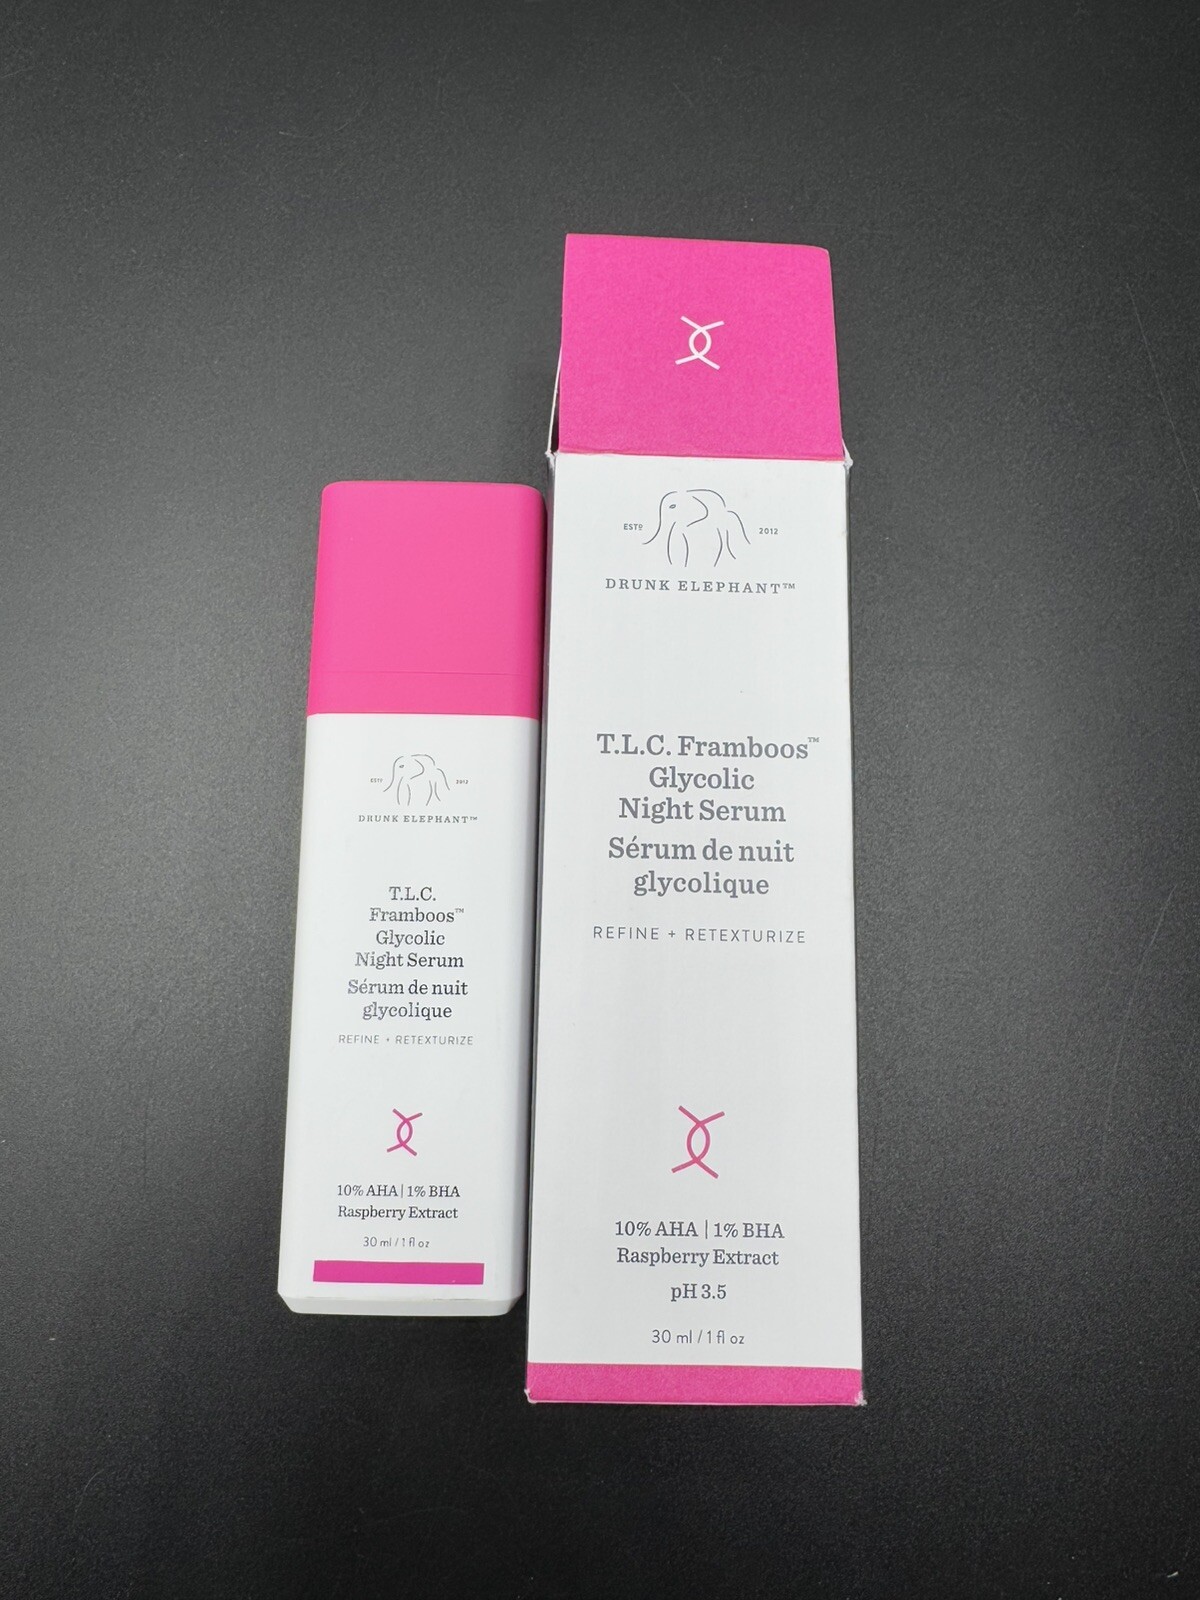 ESTD 2012
DRUNK ELEPHANT™
T.L.C.
Framboos™
Glycolic
Night Serum
Sérum de nuit
glycolique
REFINE + RETEXTURIZE
10% AHA | 1% BHA
Raspberry Extract
30 ml / 1 fl oz
ESTD 2012
DRUNK ELEPHANT™
T.L.C. Framboos™
Glycolic
Night Serum
Sérum de nuit
glycolique
REFINE + RETEXTURIZE
10% AHA | 1% BHA
Raspberry Extract
pH 3.5
30 ml / 1 fl oz